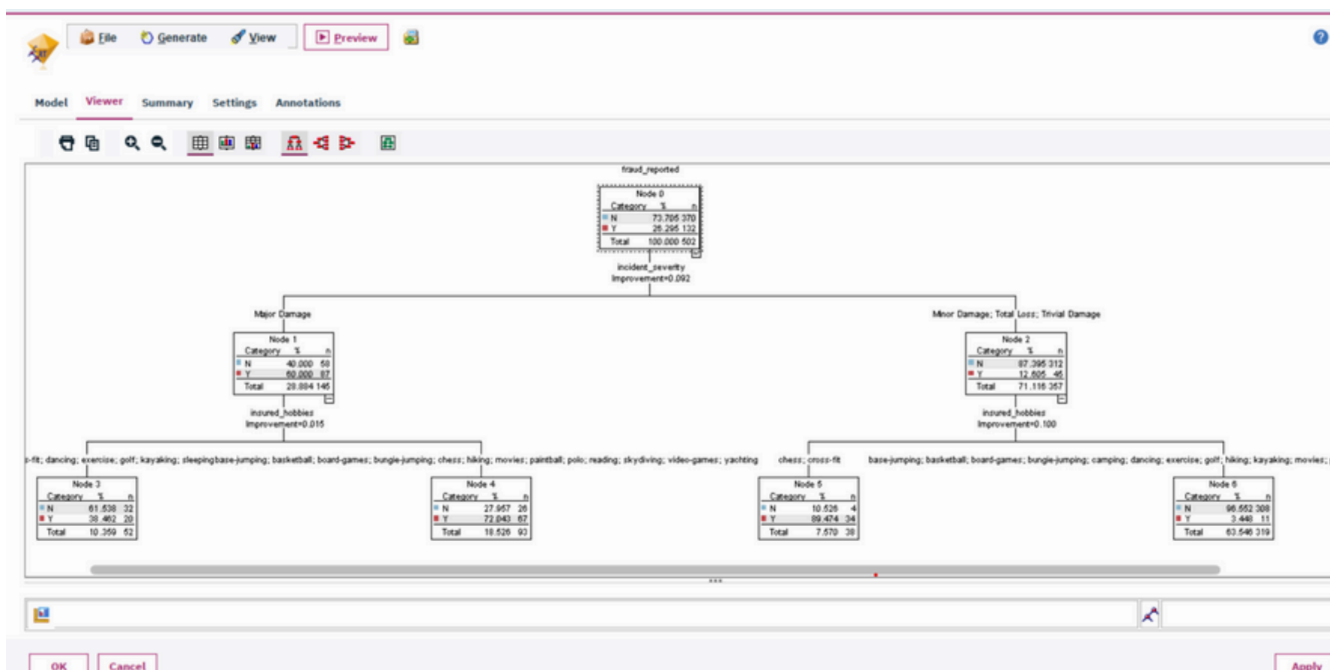 File Generate View Preview
Model Viewer Summary Settings Annotations
fraud_reported
Node 0
Category % n
N 73.705 370
Y 26.295 132
Total 100.000 502
incident_severity
Improvement=0.092
Major Damage
Minor Damage; Total Loss; Trivial Damage
Node 1
Category % n
N 40.000 58
Y 60.000 87
Total 28.884 145
Node 2
Category % n
N 87.395 312
Y 12.605 45
Total 71.116 357
insured_hobbies
Improvement=0.015
insured_hobbies
Improvement=0.100
s-fit; dancing; exercise; golf; kayaking; sleeping
base-jumping; basketball; board-games; bungie-jumping; chess; hiking; movies; paintball; polo; reading; skydiving; video-games; yachting
chess; cross-fit
base-jumping; basketball; board-games; bungie-jumping; camping; dancing; exercise; golf; hiking; kayaking; movies;
Node 3
Category % n
N 61.538 32
Y 38.462 20
Total 10.359 52
Node 4
Category % n
N 27.957 26
Y 72.043 67
Total 18.526 93
Node 5
Category % n
N 10.526 4
Y 89.474 34
Total 7.570 38
Node 6
Category % n
N 96.552 308
Y 3.448 11
Total 63.546 319
OK Cancel Apply